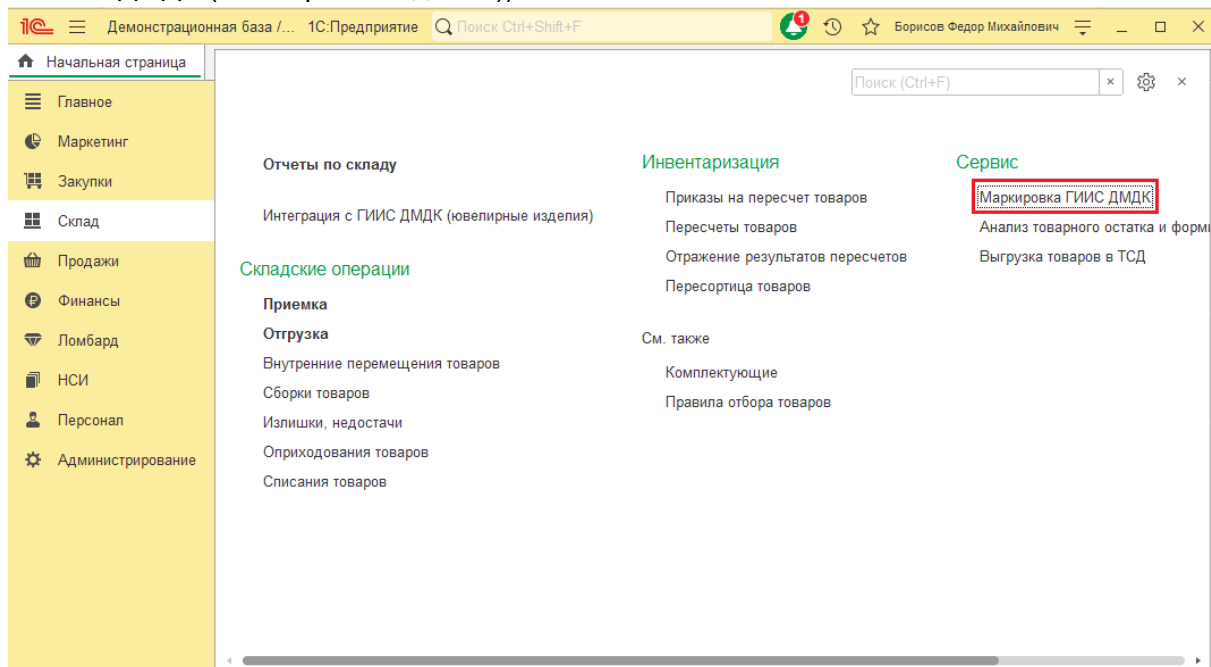 1С Демонстрационная база /... 1С:Предприятие Поиск Ctrl+Shift+F 1 Борисов Федор Михайлович
Начальная страница
Поиск (Ctrl+F)
Главное
Маркетинг
Закупки
Склад
Продажи
Финансы
Ломбард
НСИ
Персонал
Администрирование
Отчеты по складу
Интеграция с ГИИС ДМДК (ювелирные изделия)
Складские операции
Приемка
Отгрузка
Внутренние перемещения товаров
Сборки товаров
Излишки, недостачи
Оприходования товаров
Списания товаров
Инвентаризация
Приказы на пересчет товаров
Пересчеты товаров
Отражение результатов пересчетов
Пересортица товаров
См. также
Комплектующие
Правила отбора товаров
Сервис
Маркировка ГИИС ДМДК
Анализ товарного остатка и форми
Выгрузка товаров в ТСД